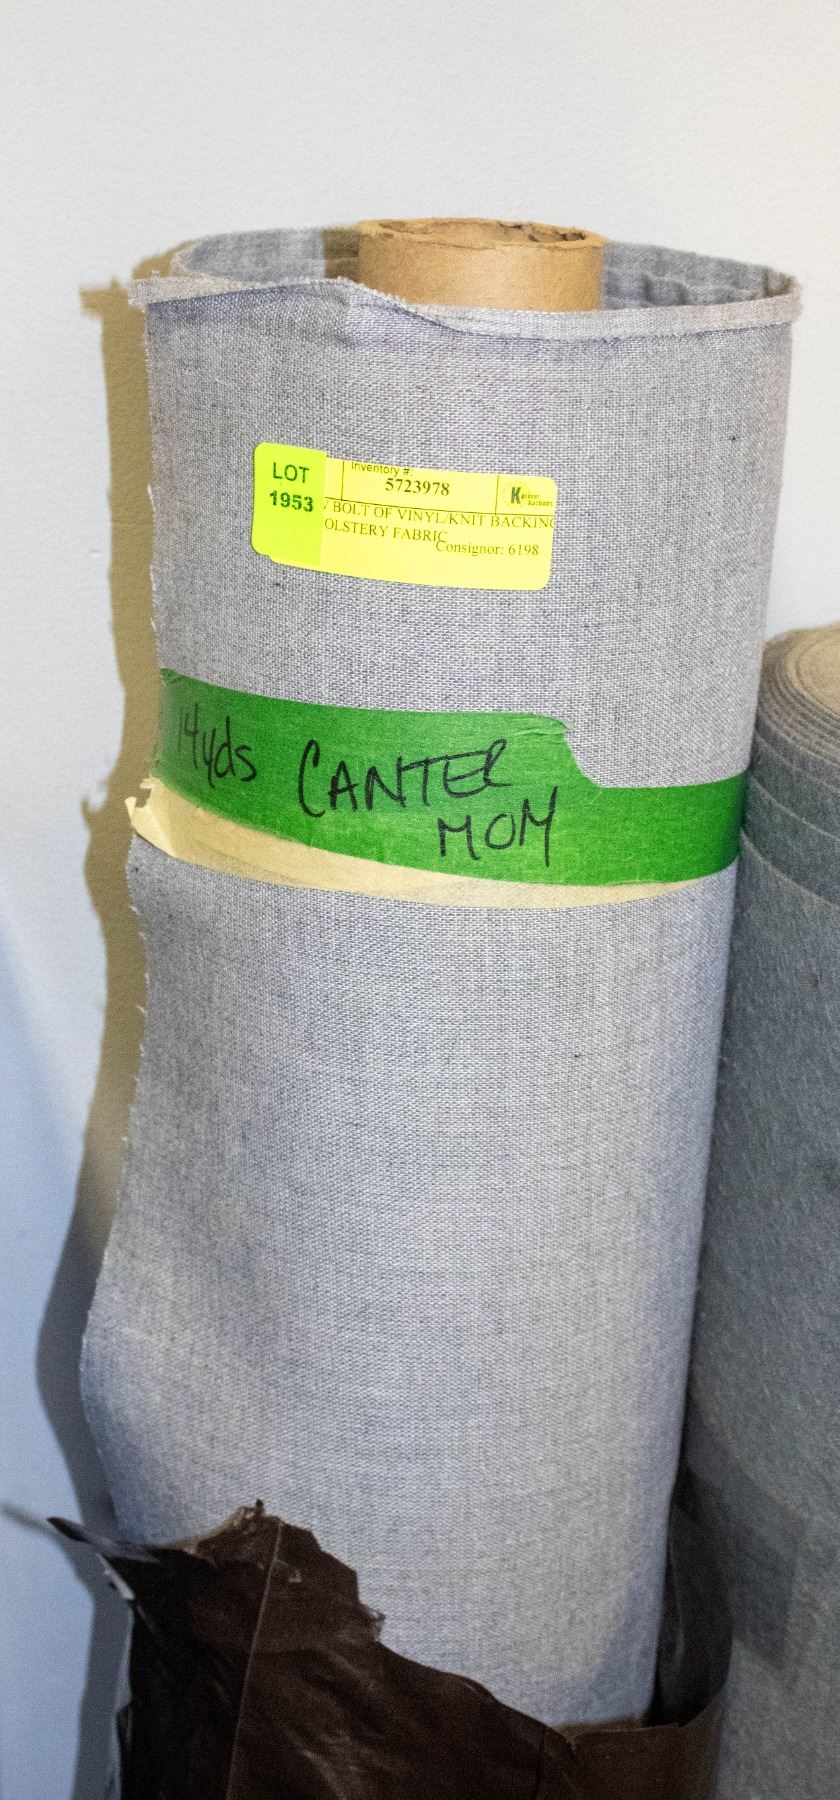 LOT
1953
Inventory #:
5723978
BOLT OF VINYL/KNIT BACKING
OLSTERY FABRIC
Consignor: 6198
14yds CANTER
MOM